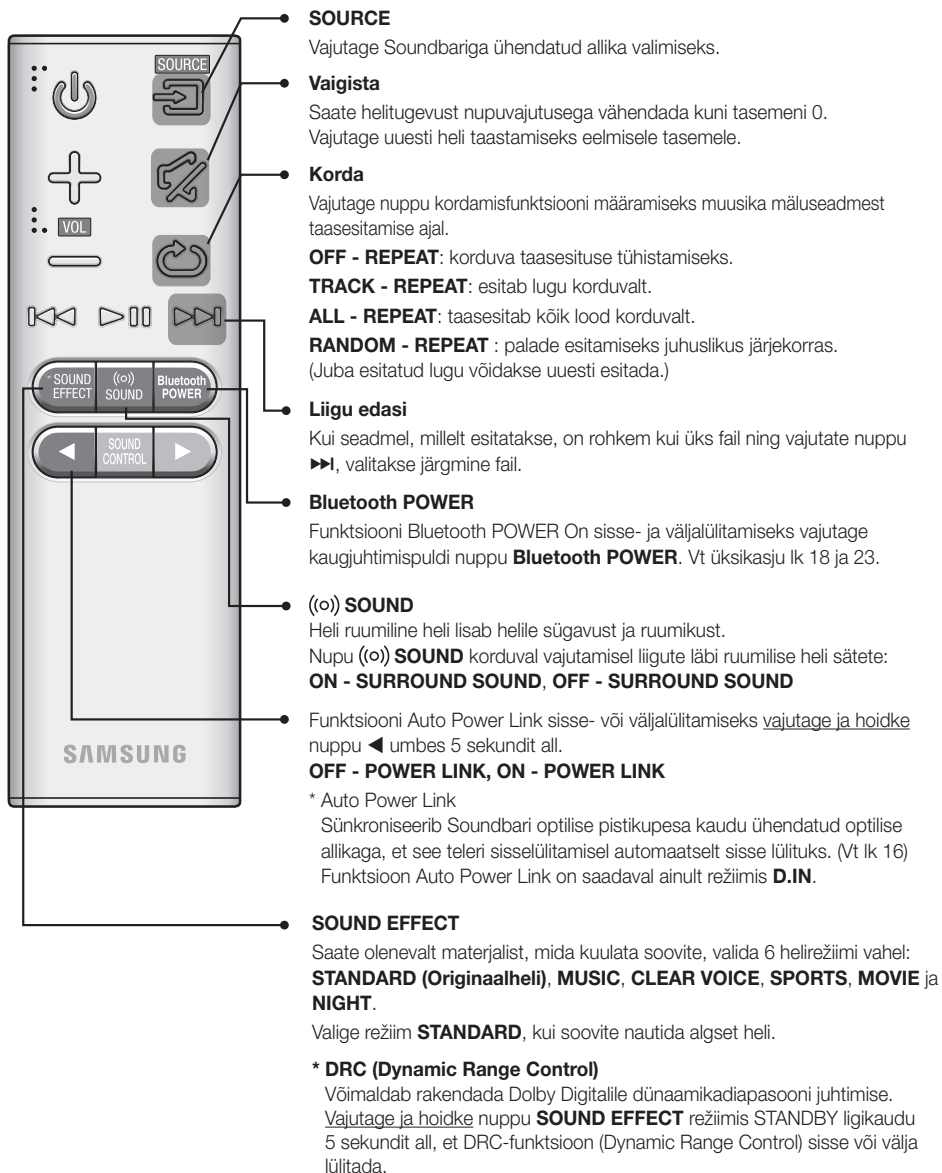 SOURCE
Vajutage Soundbariga ühendatud allika valimiseks.
Vaigista
Saate helitugevust nupuvajutusega vähendada kuni tasemeni 0.
Vajutage uuesti heli taastamiseks eelmisele tasemele.
Korda
Vajutage nuppu kordamisfunktsiooni määramiseks muusika mäluseadmest
taasesitamise ajal.
OFF - REPEAT: korduva taasesituse tühistamiseks.
TRACK - REPEAT: esitab lugu korduvalt.
ALL - REPEAT: taasesitab kõik lood korduvalt.
RANDOM - REPEAT : palade esitamiseks juhuslikus järjekorras.
(Juba esitatud lugu võidakse uuesti esitada.)
Liigu edasi
Kui seadmel, millelt esitatakse, on rohkem kui üks fail ning vajutate nuppu
▶▶I, valitakse järgmine fail.
Bluetooth POWER
Funktsiooni Bluetooth POWER On sisse- ja väljalülitamiseks vajutage
kaugjuhtimispuldi nuppu Bluetooth POWER. Vt üksikasju lk 18 ja 23.
((o)) SOUND
Heli ruumiline heli lisab helile sügavust ja ruumikust.
Nupu ((o)) SOUND korduval vajutamisel liigute läbi ruumilise heli sätete:
ON - SURROUND SOUND, OFF - SURROUND SOUND
Funktsiooni Auto Power Link sisse- või väljalülitamiseks vajutage ja hoidke
nuppu ◀ umbes 5 sekundit all.
OFF - POWER LINK, ON - POWER LINK
* Auto Power Link
Sünkroniseerib Soundbari optilise pistikupesa kaudu ühendatud optilise
allikaga, et see teleri sisselülitamisel automaatselt sisse lülituks. (Vt lk 16)
Funktsioon Auto Power Link on saadaval ainult režiimis D.IN.
SOUND EFFECT
Saate olenevalt materjalist, mida kuulata soovite, valida 6 helirežiimi vahel:
STANDARD (Originaalheli), MUSIC, CLEAR VOICE, SPORTS, MOVIE ja
NIGHT.
Valige režiim STANDARD, kui soovite nautida algset heli.
* DRC (Dynamic Range Control)
Võimaldab rakendada Dolby Digitalile dünaamikadiapasooni juhtimise.
Vajutage ja hoidke nuppu SOUND EFFECT režiimis STANDBY ligikaudu
5 sekundit all, et DRC-funktsioon (Dynamic Range Control) sisse või välja
lülitada.
SOURCE
VOL
* SOUND
EFFECT
((o))
SOUND
Bluetooth
POWER
SOUND
CONTROL
SAMSUNG